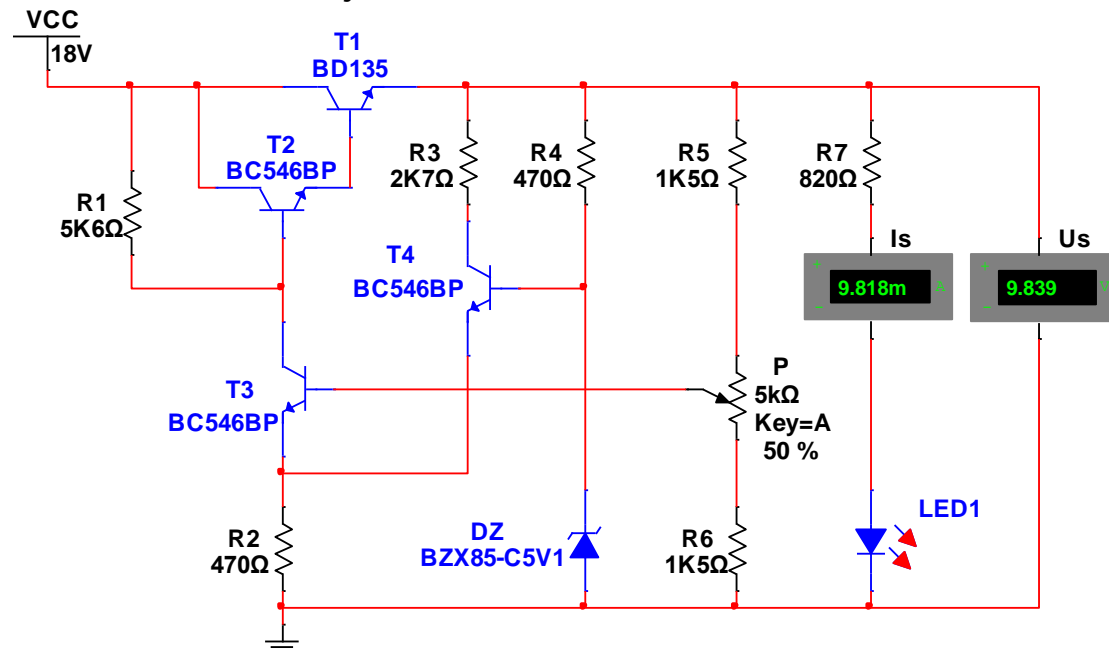 VCC
18V
T1
BD135
T2
BC546BP
R1
5K6Ω
R3
2K7Ω
R4
470Ω
R5
1K5Ω
R7
820Ω
Is
+
-
9.818m
A
Us
+
-
9.839
V
T4
BC546BP
T3
BC546BP
P
5kΩ
Key=A
50 %
R2
470Ω
DZ
BZX85-C5V1
R6
1K5Ω
LED1